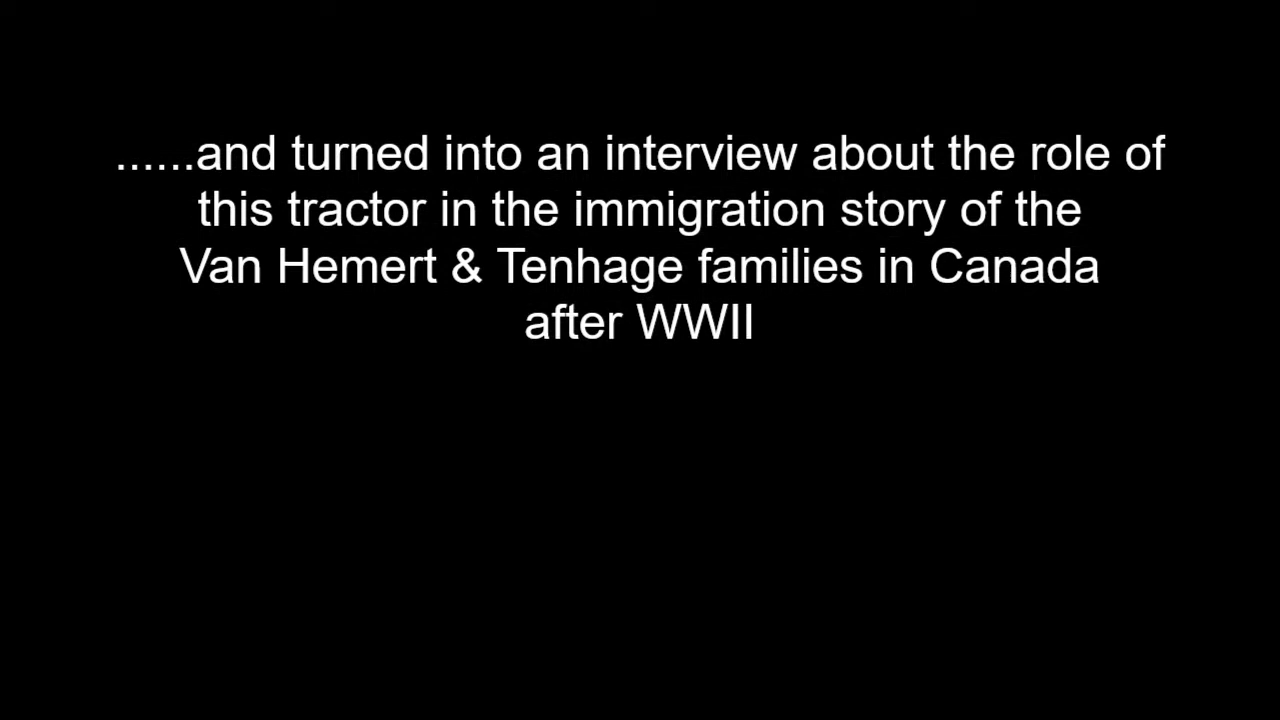 ......and turned into an interview about the role of
this tractor in the immigration story of the
Van Hemert & Tenhage families in Canada
after WWII